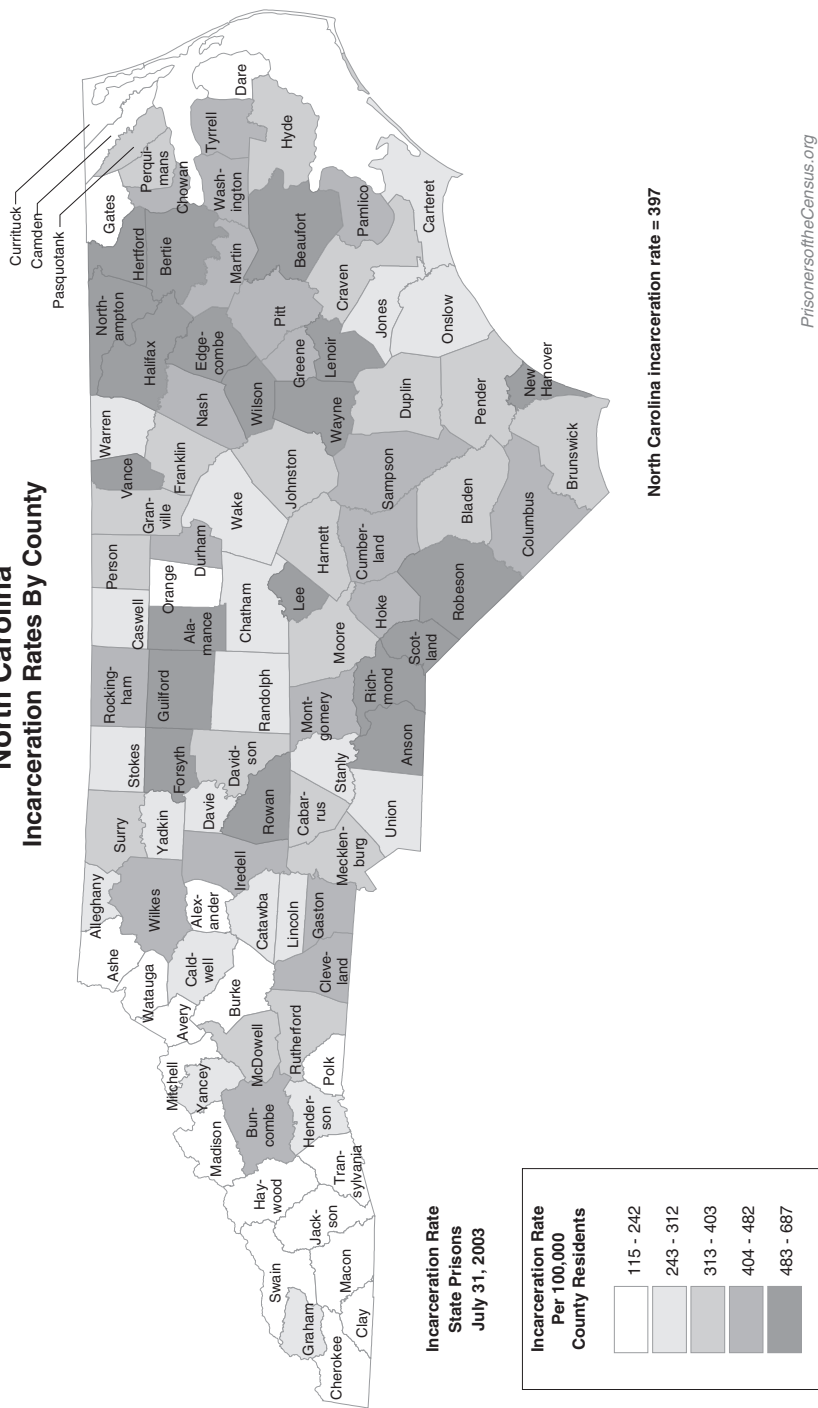 North Carolina
Incarceration Rates By County
Currituck
Camden
Pasquotank
Gates
Perqui-
mans
Chowan
Dare
Tyrrell
Wash-
ington
Hyde
Hertford
Bertie
Martin
Beaufort
Pamlico
Carteret
Craven
North-
ampton
Halifax
Edge-
combe
Pitt
Greene
Lenoir
Jones
Onslow
Nash
Wilson
Wayne
Duplin
Pender
New
Hanover
Warren
Vance
Franklin
Gran-
ville
Wake
Johnston
Sampson
Bladen
Columbus
Brunswick
Person
Durham
Orange
Caswell
Ala-
mance
Chatham
Lee
Harnett
Cumber-
land
Hoke
Robeson
Scot-
land
Moore
Rocking-
ham
Guilford
Randolph
Mont-
gomery
Rich-
mond
Anson
Stokes
Forsyth
David-
son
Davie
Rowan
Stanly
Cabar-
rus
Union
Surry
Yadkin
Iredell
Mecklen-
burg
Alleghany
Wilkes
Alex-
ander
Catawba
Lincoln
Gaston
Ashe
Watauga
Cald-
well
Burke
Cleve-
land
Avery
Mitchell
Yancey
McDowell
Rutherford
Polk
Madison
Bun-
combe
Hender-
son
Hay-
wood
Tran-
sylvania
Jack-
son
Swain
Macon
Graham
Clay
Cherokee
Incarceration Rate
State Prisons
July 31, 2003
Incarceration Rate
Per 100,000
County Residents
115 - 242
243 - 312
313 - 403
404 - 482
483 - 687
North Carolina incarceration rate = 397
PrisonersoftheCensus.org